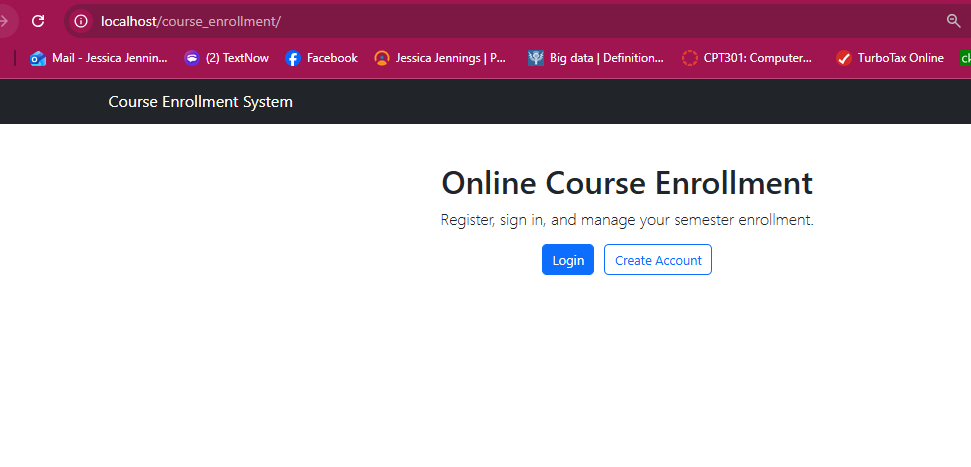 localhost/course_enrollment/
Mail - Jessica Jennin... (2) TextNow Facebook Jessica Jennings | P... Big data | Definition... CPT301: Computer... TurboTax Online ck
Course Enrollment System
Online Course Enrollment
Register, sign in, and manage your semester enrollment.
Login Create Account